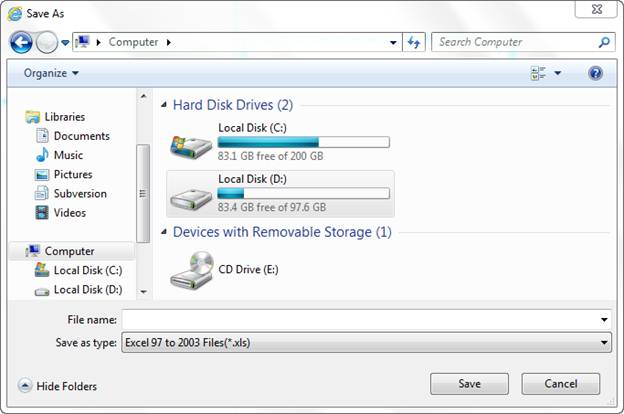 Save As
Computer
Search Computer
Organize
Libraries
Documents
Music
Pictures
Subversion
Videos
Computer
Local Disk (C:)
Local Disk (D:)
Hard Disk Drives (2)
Local Disk (C:)
83.1 GB free of 200 GB
Local Disk (D:)
83.4 GB free of 97.6 GB
Devices with Removable Storage (1)
CD Drive (E:)
File name:
Save as type: Excel 97 to 2003 Files(*.xls)
Hide Folders
Save
Cancel